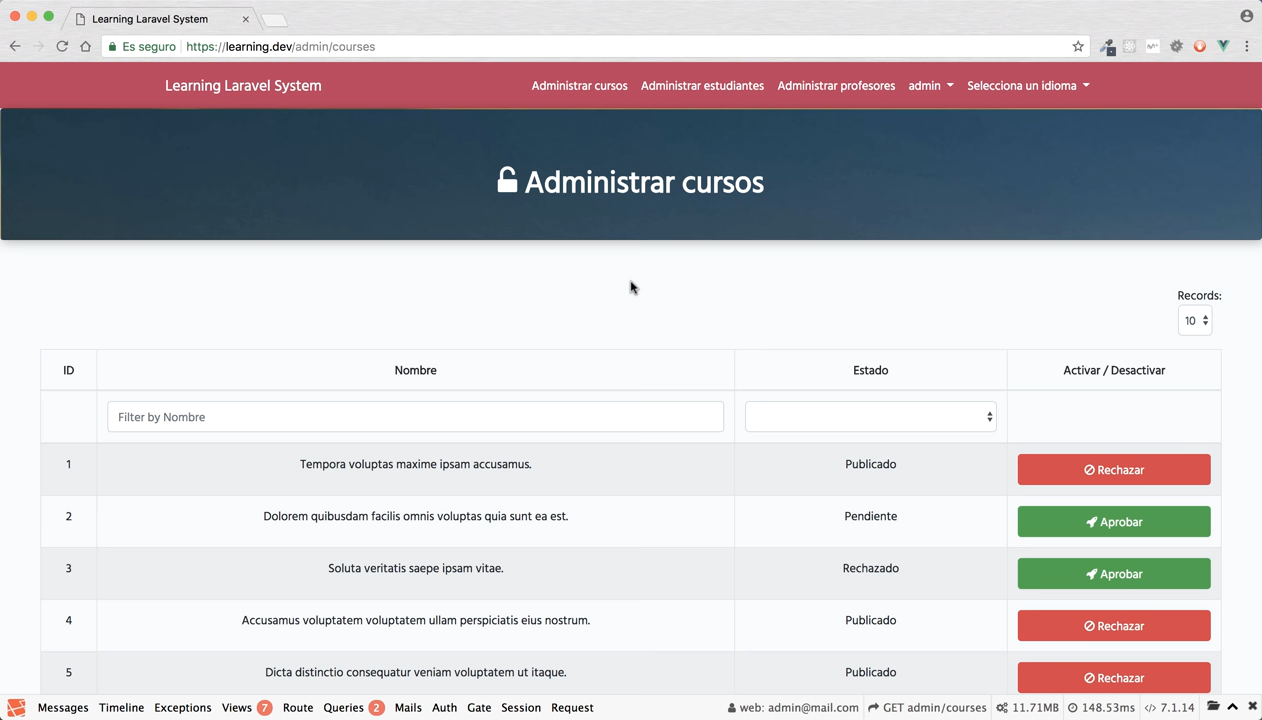 Learning Laravel System
Es seguro https://learning.dev/admin/courses
Learning Laravel System Administrar cursos Administrar estudiantes Administrar profesores admin Selecciona un idioma
Administrar cursos
Records:
10
ID Nombre Estado Activar / Desactivar
Filter by Nombre
1 Tempora voluptas maxime ipsam accusamus. Publicado Rechazar
2 Dolorem quibusdam facilis omnis voluptas quia sunt ea est. Pendiente Aprobar
3 Soluta veritatis saepe ipsam vitae. Rechazado Aprobar
4 Accusamus voluptatem voluptatem ullam perspiciatis eius nostrum. Publicado Rechazar
5 Dicta distinctio consequatur veniam voluptatem ut itaque. Publicado Rechazar
Messages Timeline Exceptions Views 7 Route Queries 2 Mails Auth Gate Session Request web: admin@mail.com GET admin/courses 11.71MB 148.53ms 7.1.14